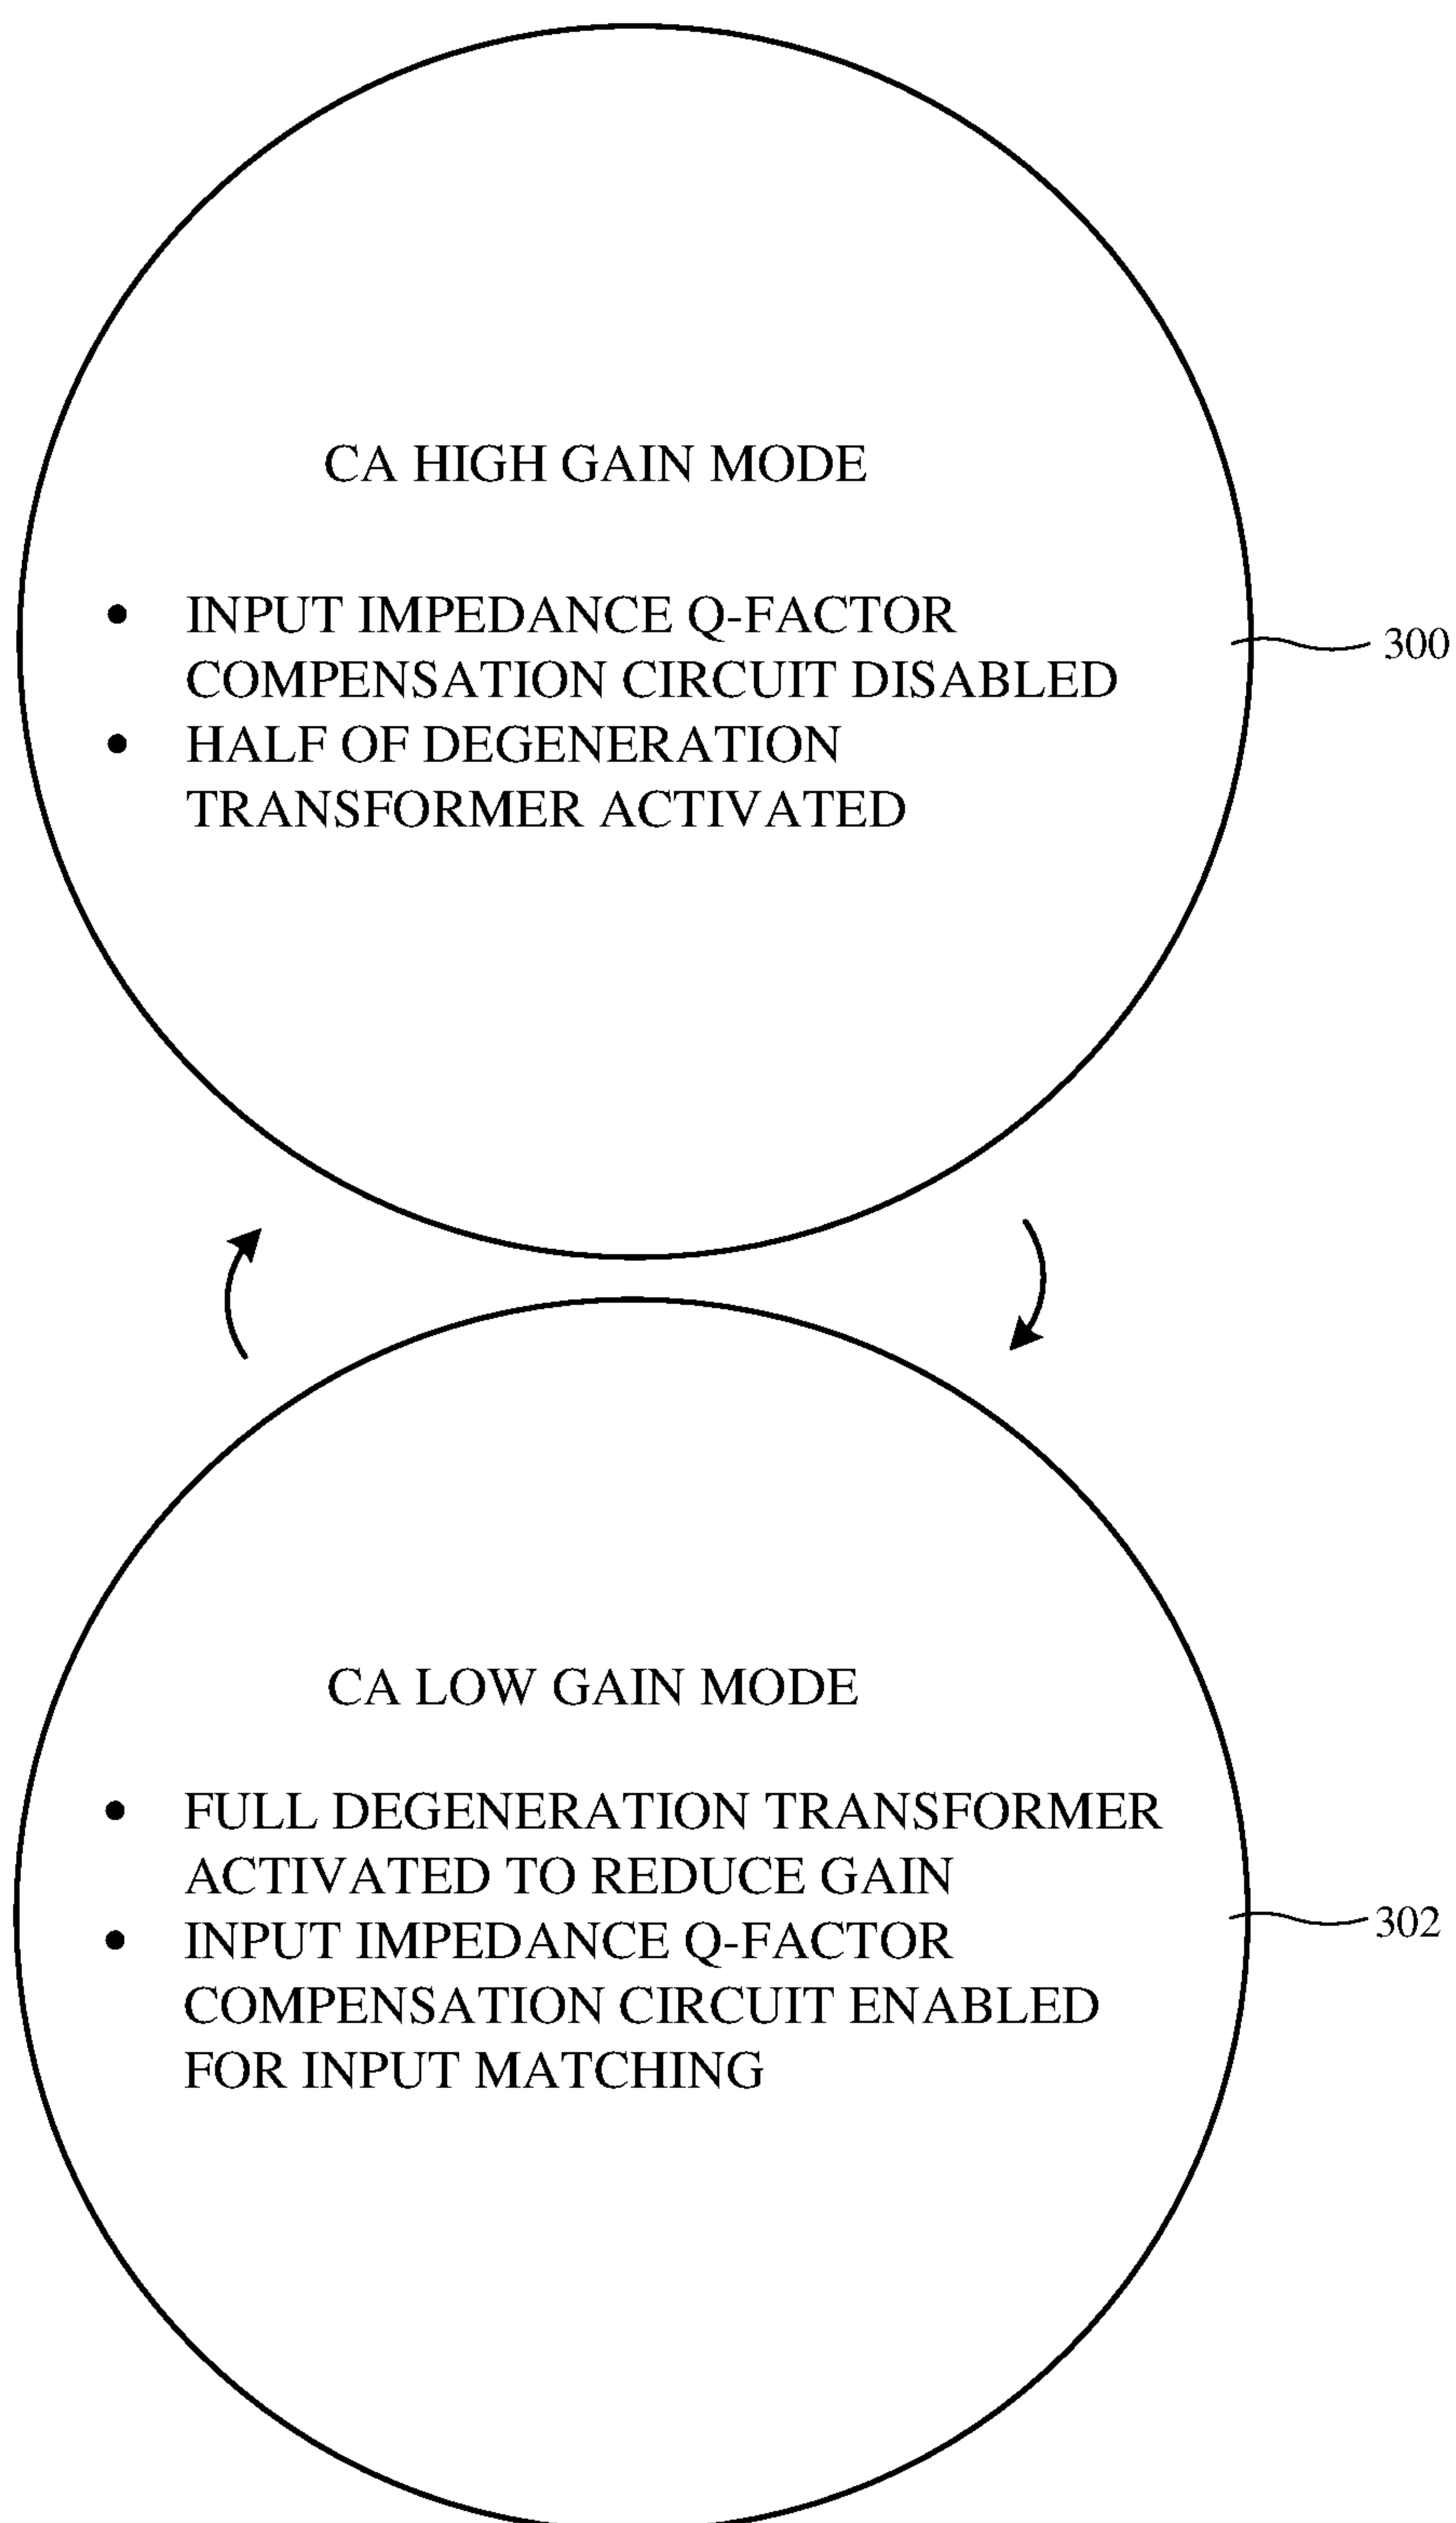 CA HIGH GAIN MODE
• INPUT IMPEDANCE Q-FACTOR
COMPENSATION CIRCUIT DISABLED
• HALF OF DEGENERATION
TRANSFORMER ACTIVATED
300
CA LOW GAIN MODE
• FULL DEGENERATION TRANSFORMER
ACTIVATED TO REDUCE GAIN
• INPUT IMPEDANCE Q-FACTOR
COMPENSATION CIRCUIT ENABLED
FOR INPUT MATCHING
302